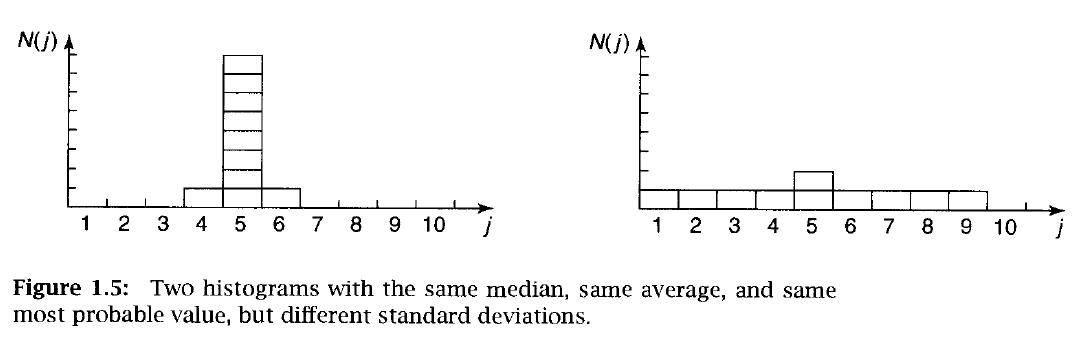 N(j)
1 2 3 4 5 6 7 8 9 10 j
N(j)
1 2 3 4 5 6 7 8 9 10 j
Figure 1.5: Two histograms with the same median, same average, and same
most probable value, but different standard deviations.